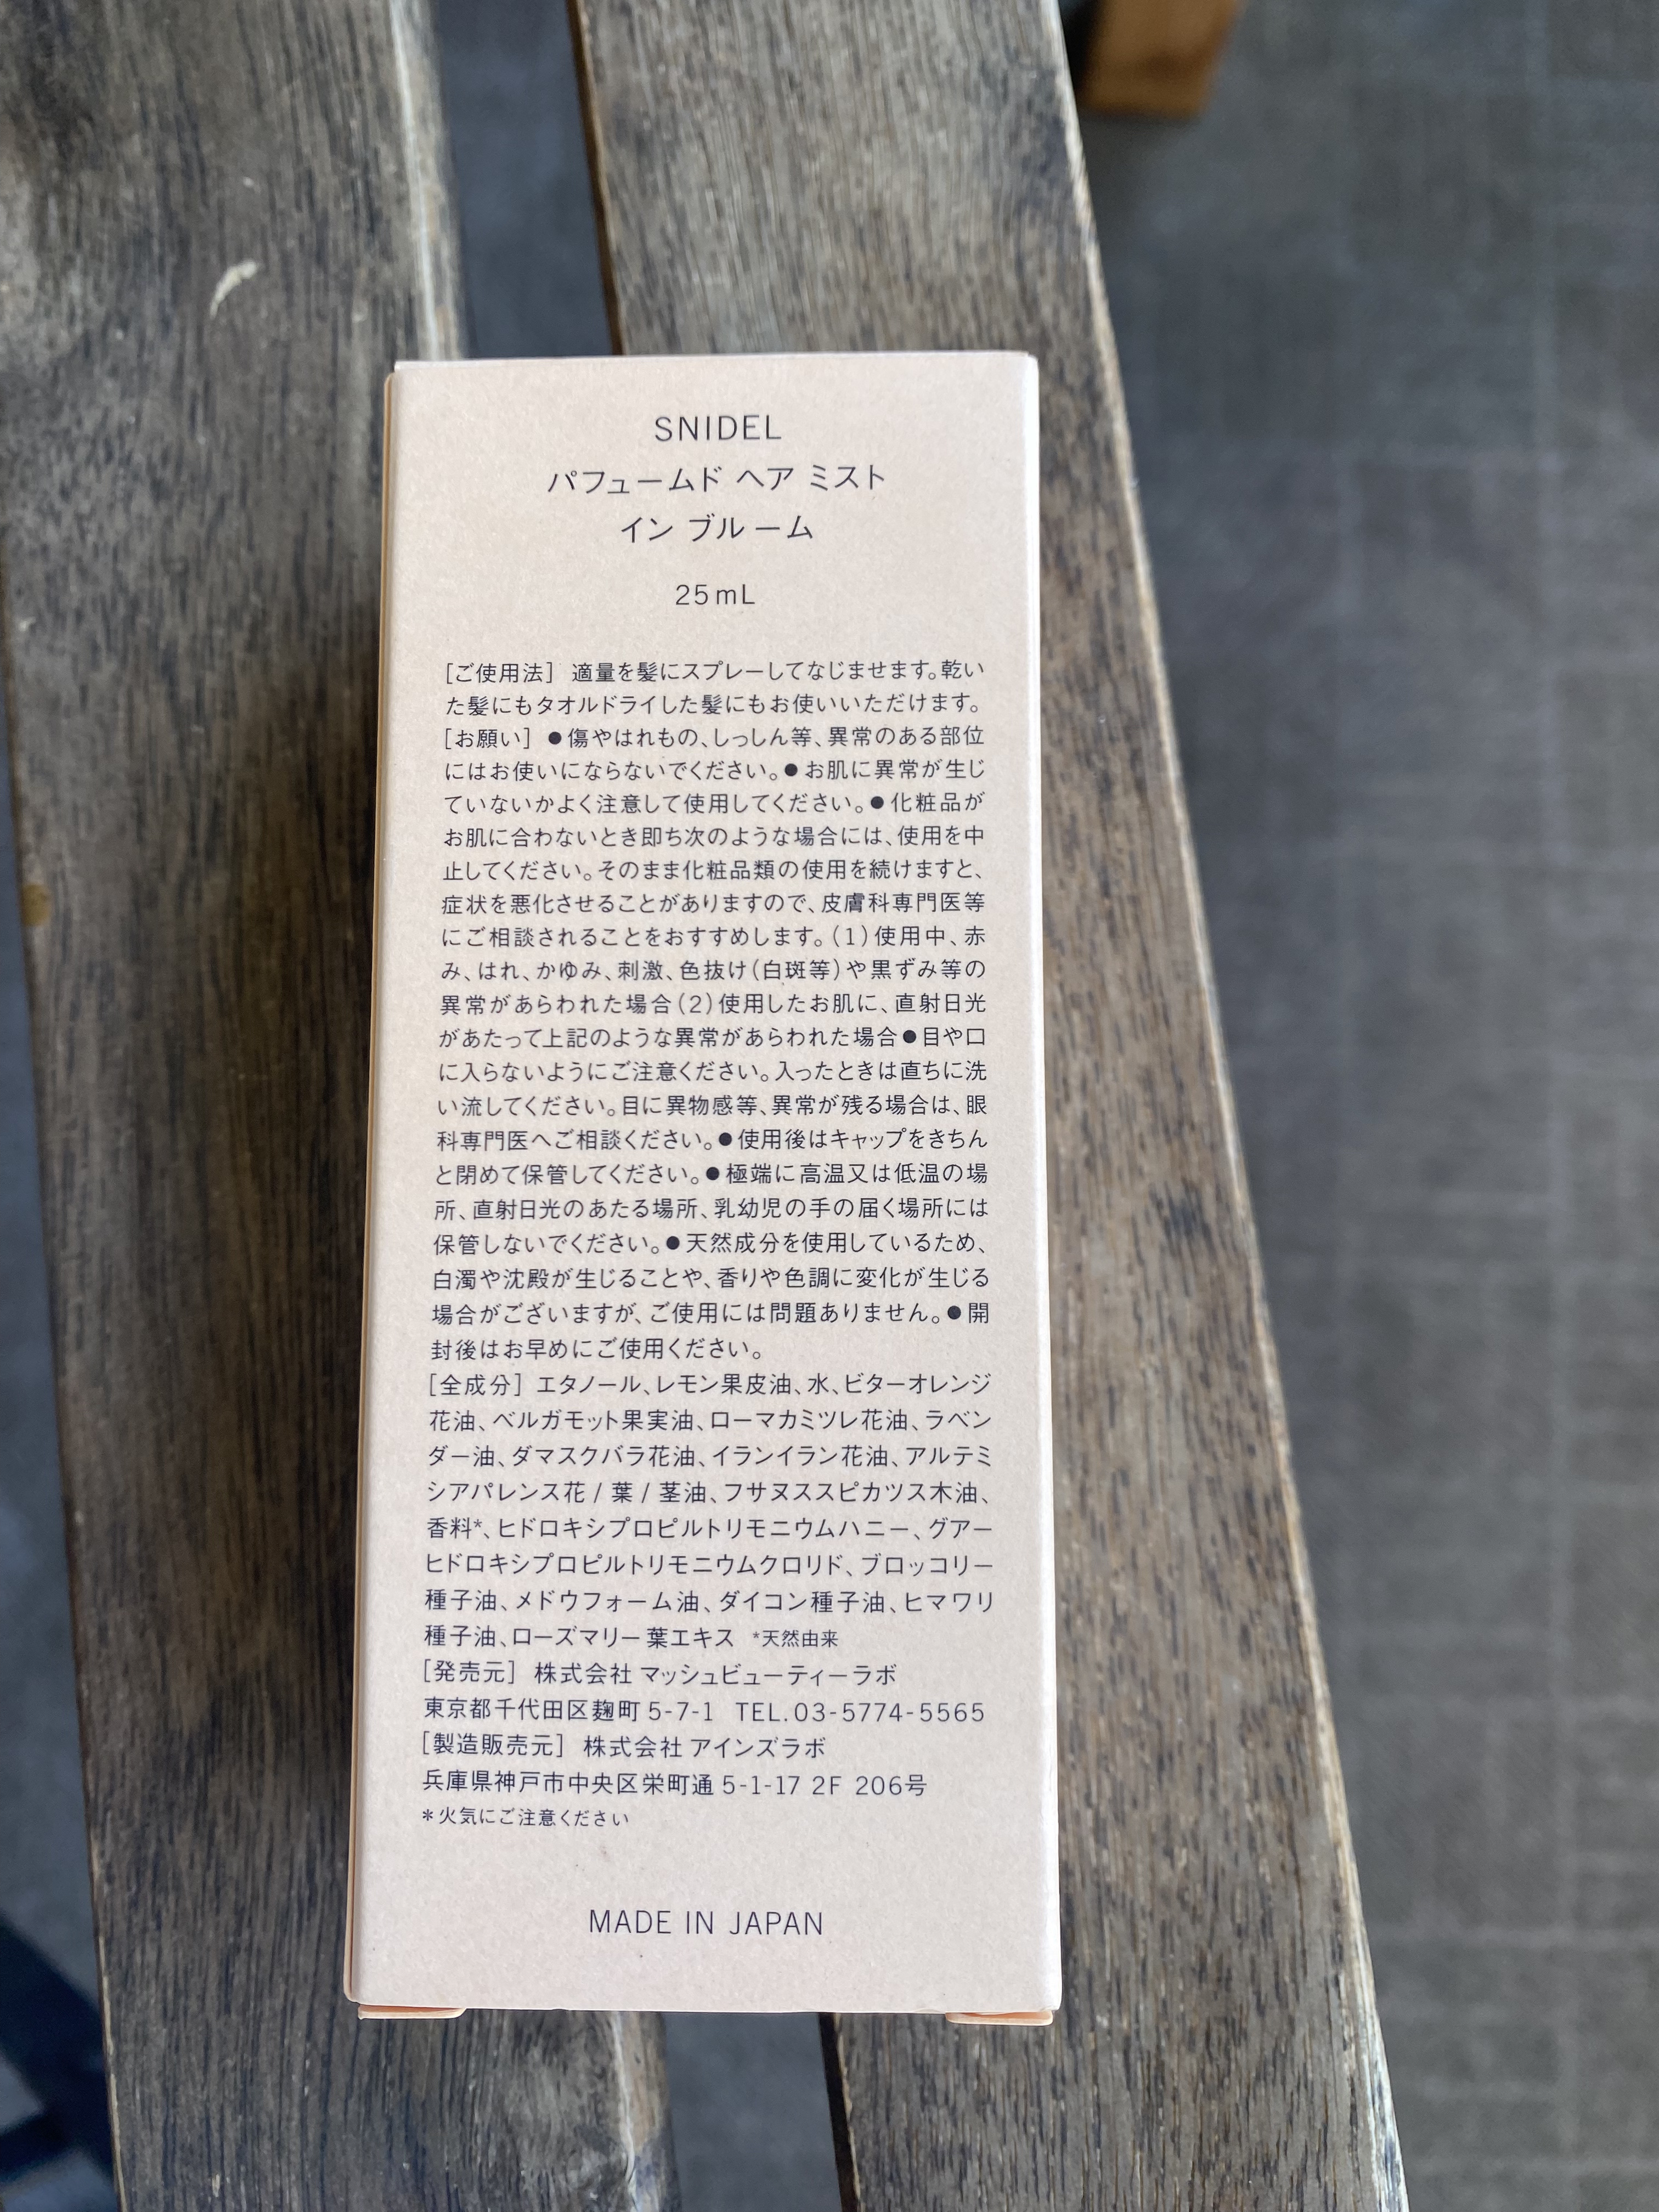 SNIDEL
パフュームド ヘア ミスト
イン ブルーム
25mL
[ご使用法] 適量を髪にスプレーしてなじませます。乾い
た髪にもタオルドライした髪にもお使いいただけます。
[お願い] ●傷やはれもの、しっしん等、異常のある部位
にはお使いにならないでください。●お肌に異常が生じ
ていないかよく注意して使用してください。●化粧品が
お肌に合わないとき即ち次のような場合には、使用を中
止してください。そのまま化粧品類の使用を続けますと、
症状を悪化させることがありますので、皮膚科専門医等
にご相談されることをおすすめします。(1)使用中、赤
み、はれ、かゆみ、刺激、色抜け(白斑等)や黒ずみ等の
異常があらわれた場合(2)使用したお肌に、直射日光
があたって上記のような異常があらわれた場合●目や口
に入らないようにご注意ください。入ったときは直ちに洗
い流してください。目に異物感等、異常が残る場合は、眼
科専門医へご相談ください。●使用後はキャップをきちん
と閉めて保管してください。●極端に高温又は低温の場
所、直射日光のあたる場所、乳幼児の手の届く場所には
保管しないでください。●天然成分を使用しているため、
白濁や沈殿が生じることや、香りや色調に変化が生じる
場合がございますが、ご使用には問題ありません。●開
封後はお早めにご使用ください。
[全成分] エタノール、レモン果皮油、水、ビターオレンジ
花油、ベルガモット果実油、ローマカミツレ花油、ラベン
ダー油、ダマスクバラ花油、イランイラン花油、アルテミ
シアパレンス花 / 葉 / 茎油、フサヌススピカツス木油、
香料*、ヒドロキシプロピルトリモニウムハニー、グアー
ヒドロキシプロピルトリモニウムクロリド、ブロッコリー
種子油、メドウフォーム油、ダイコン種子油、ヒマワリ
種子油、ローズマリー葉エキス *天然由来
[発売元] 株式会社 マッシュビューティーラボ
東京都千代田区麹町 5-7-1 TEL.03-5774-5565
[製造販売元] 株式会社 アインズラボ
兵庫県神戸市中央区栄町通 5-1-17 2F 206号
*火気にご注意ください
MADE IN JAPAN